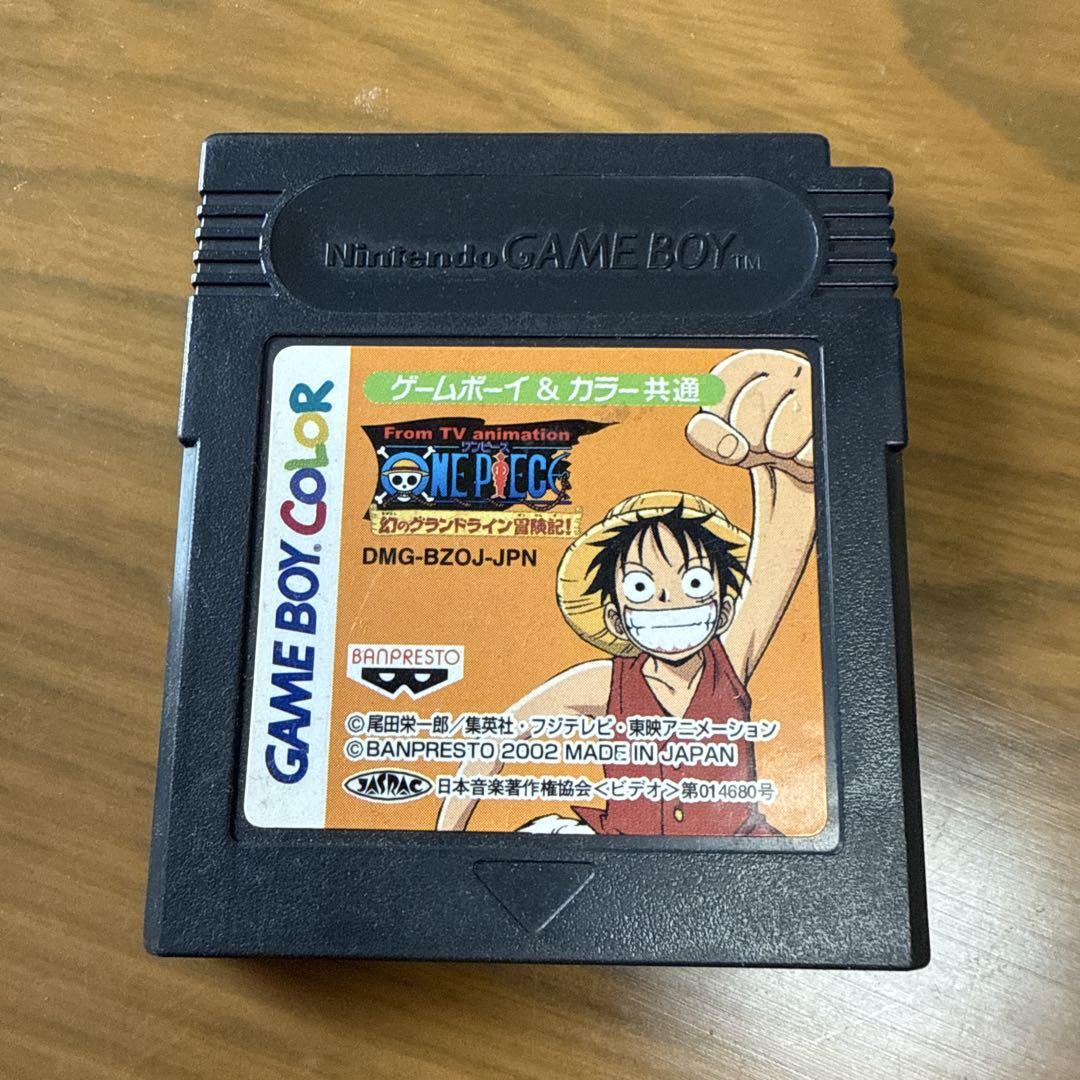 Nintendo GAME BOY TM
GAME BOY COLOR
ゲームボーイ & カラー共通
From TV animation
ワンピース
ONE PIECE
幻のグランドライン冒険記!
DMG-BZOJ-JPN
BANPRESTO
©尾田栄一郎／集英社・フジテレビ・東映アニメーション
©BANPRESTO 2002 MADE IN JAPAN
JASRAC 日本音楽著作権協会<ビデオ>第014680号